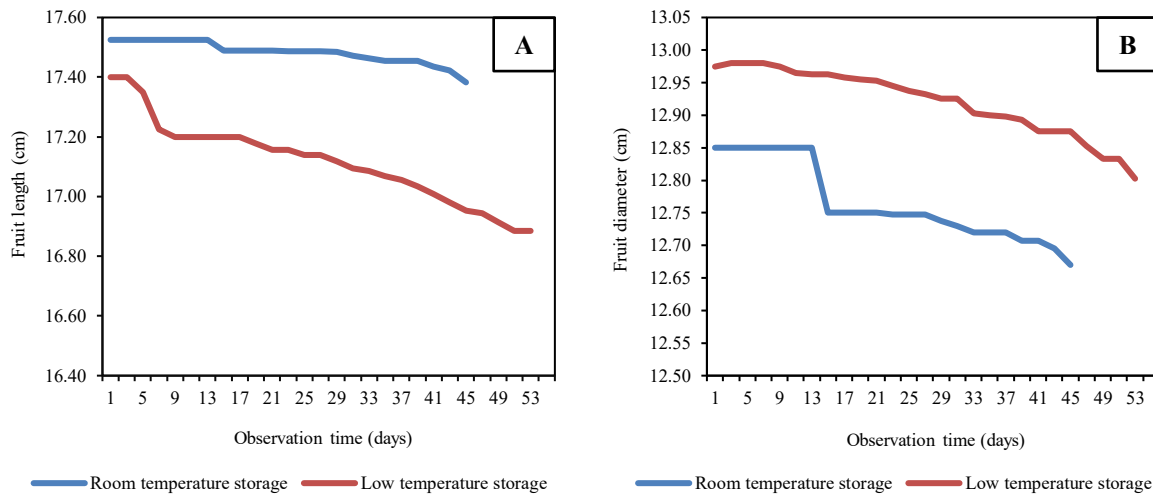 A
Fruit length (cm)
17.60
17.40
17.20
17.00
16.80
16.60
16.40
1 5 9 13 17 21 25 29 33 37 41 45 49 53
Observation time (days)
Room temperature storage Low temperature storage
B
Fruit diameter (cm)
13.05
13.00
12.95
12.90
12.85
12.80
12.75
12.70
12.65
12.60
12.55
12.50
1 5 9 13 17 21 25 29 33 37 41 45 49 53
Observation time (days)
Room temperature storage Low temperature storage